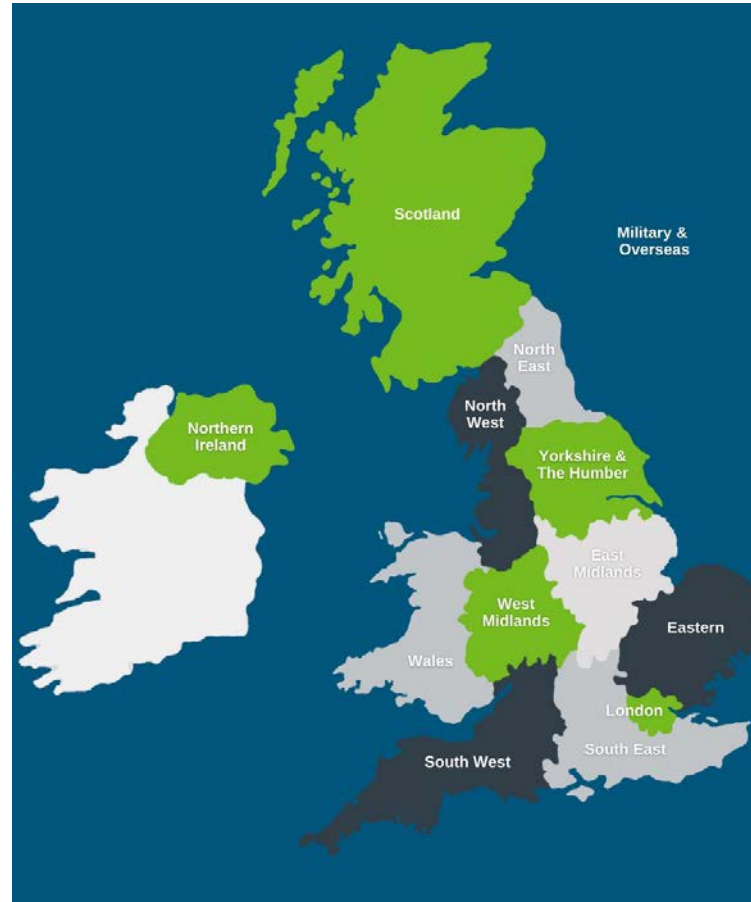 Scotland
Military &
Overseas
North
East
North
West
Northern
Ireland
Yorkshire &
The Humber
East
Midlands
West
Midlands
Eastern
Wales
London
South East
South West